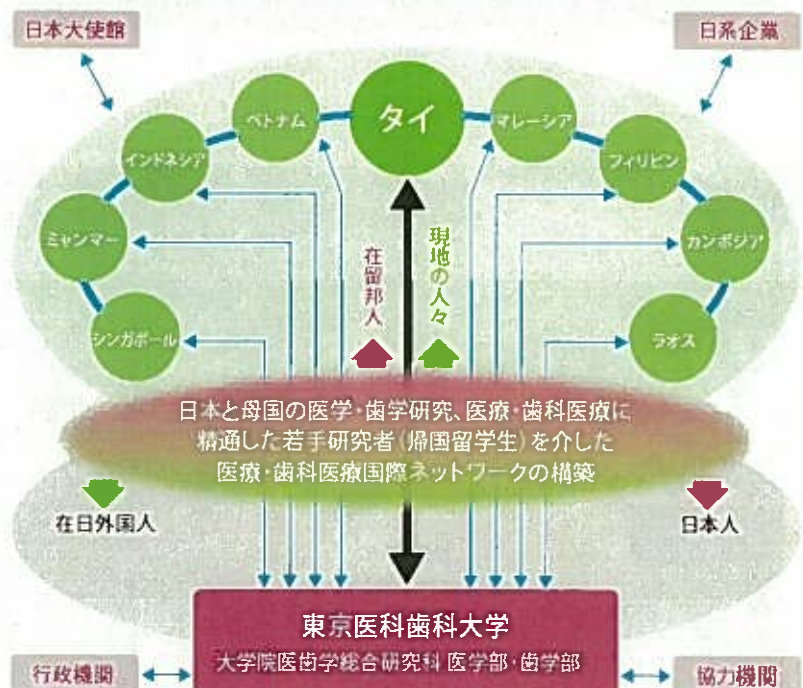 日本大使館
日系企業
タイ
ベトナム
マレーシア
インドネシア
フィリピン
ミャンマー
カンボジア
シンガポール
ラオス
在留邦人
現地の人々
日本と母国の医学・歯学研究、医療・歯科医療に
精通した若手研究者(帰国留学生)を介した
医療・歯科医療国際ネットワークの構築
在日外国人
日本人
東京医科歯科大学
大学院医歯学総合研究科 医学部・歯学部
行政機関
協力機関